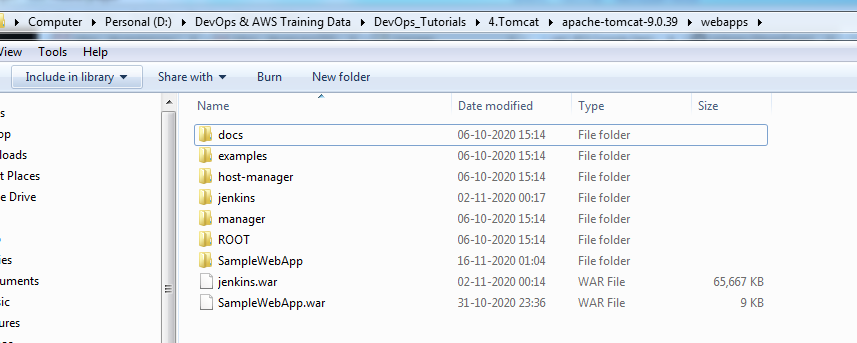 Computer Personal (D:) DevOps & AWS Training Data DevOps_Tutorials 4.Tomcat apache-tomcat-9.0.39 webapps
View Tools Help
Include in library Share with Burn New folder
Name Date modified Type Size
docs 06-10-2020 15:14 File folder
examples 06-10-2020 15:14 File folder
host-manager 06-10-2020 15:14 File folder
jenkins 02-11-2020 00:17 File folder
manager 06-10-2020 15:14 File folder
ROOT 06-10-2020 15:14 File folder
SampleWebApp 16-11-2020 01:04 File folder
jenkins.war 02-11-2020 00:14 WAR File 65,667 KB
SampleWebApp.war 31-10-2020 23:36 WAR File 9 KB
s
op
loads
t Places
e Drive
ies
uments
sic
ures